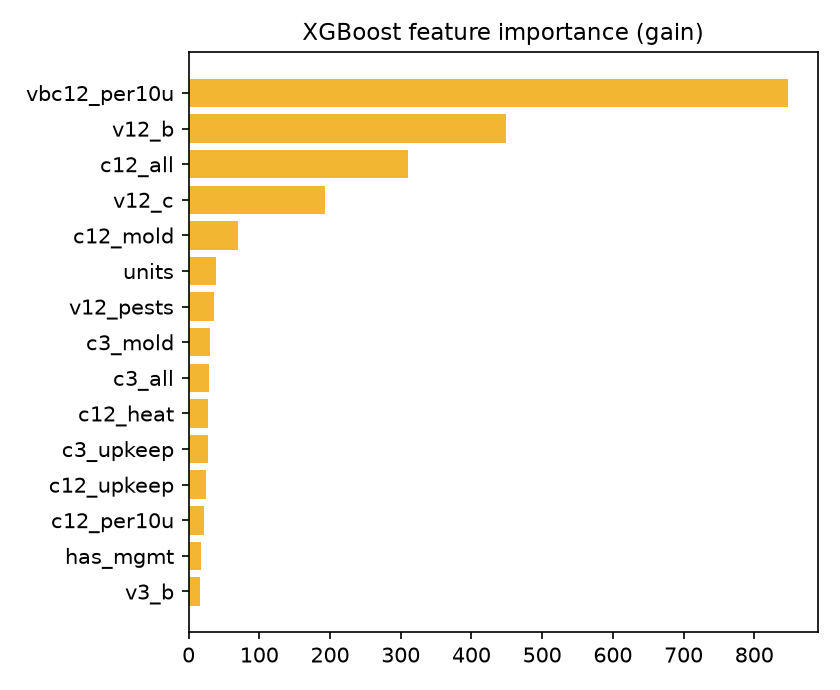 XGBoost feature importance (gain)
vbc12_per10u
v12_b
c12_all
v12_c
c12_mold
units
v12_pests
c3_mold
c3_all
c12_heat
c3_upkeep
c12_upkeep
c12_per10u
has_mgmt
v3_b
0 100 200 300 400 500 600 700 800